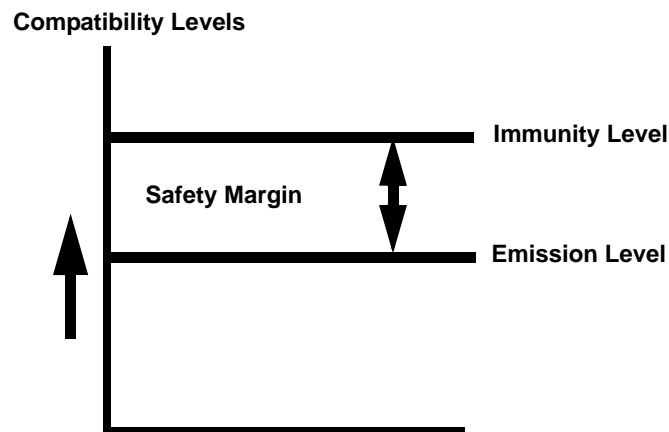 Compatibility Levels
Immunity Level
Safety Margin
Emission Level